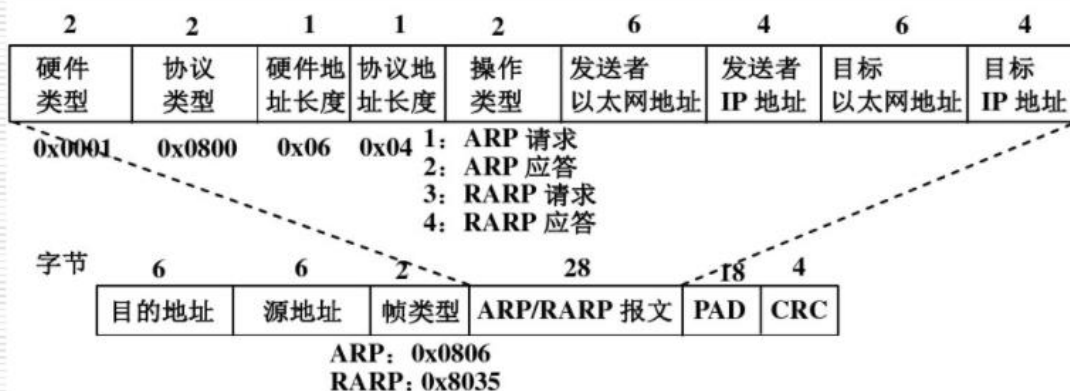 2 2 1 1 2 6 4 6 4
硬件类型 协议类型 硬件地址长度 协议地址长度 操作类型 发送者以太网地址 发送者IP 地址 目标以太网地址 目标IP 地址
0x0001 0x0800 0x06 0x04 1：ARP 请求
2：ARP 应答
3：RARP 请求
4：RARP 应答
字节 6 6 2 28 18 4
目的地址 源地址 帧类型 ARP/RARP 报文 PAD CRC
ARP：0x0806
RARP：0x8035